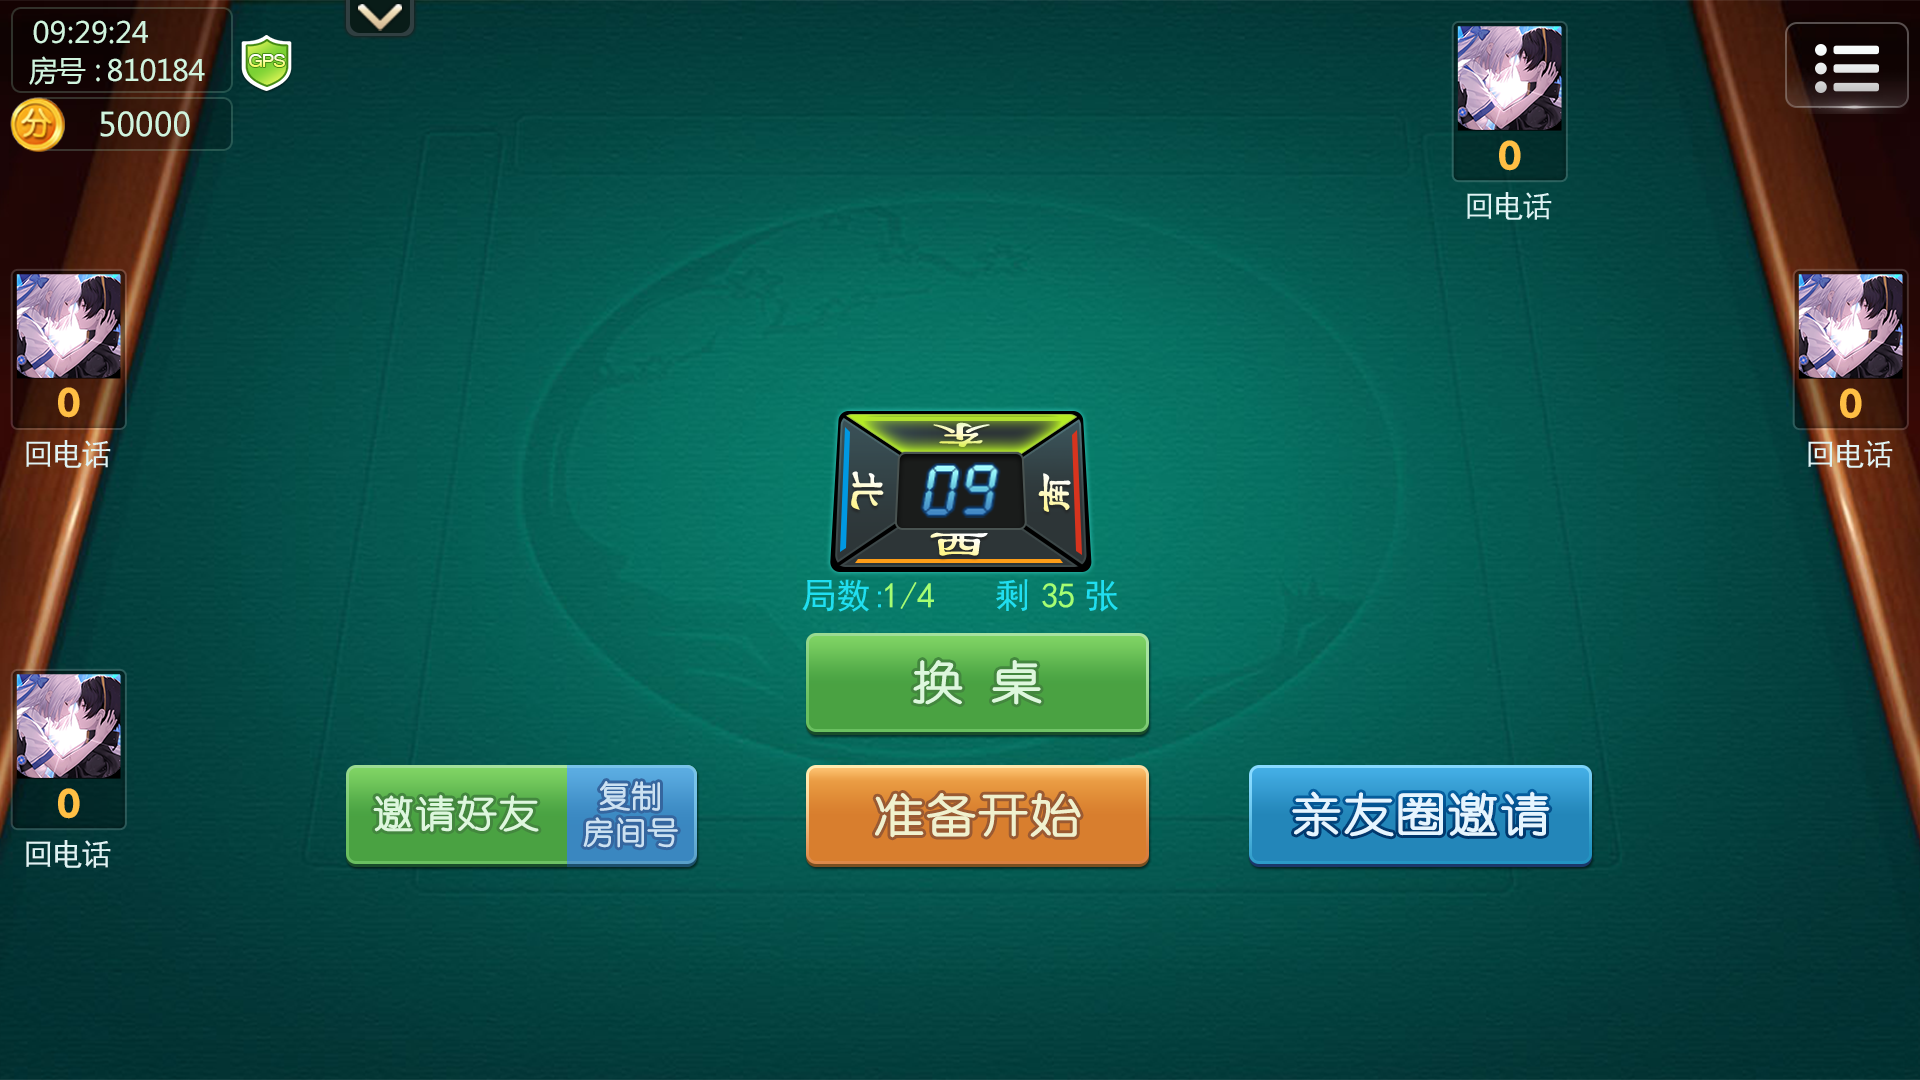 09:29:24
房号:810184
GPS
分 50000
0
回电话
0
回电话
0
回电话
东
北
09
南
西
局数:1/4 剩 35 张
换 桌
0
回电话
邀请好友
复制
房间号
准备开始
亲友圈邀请